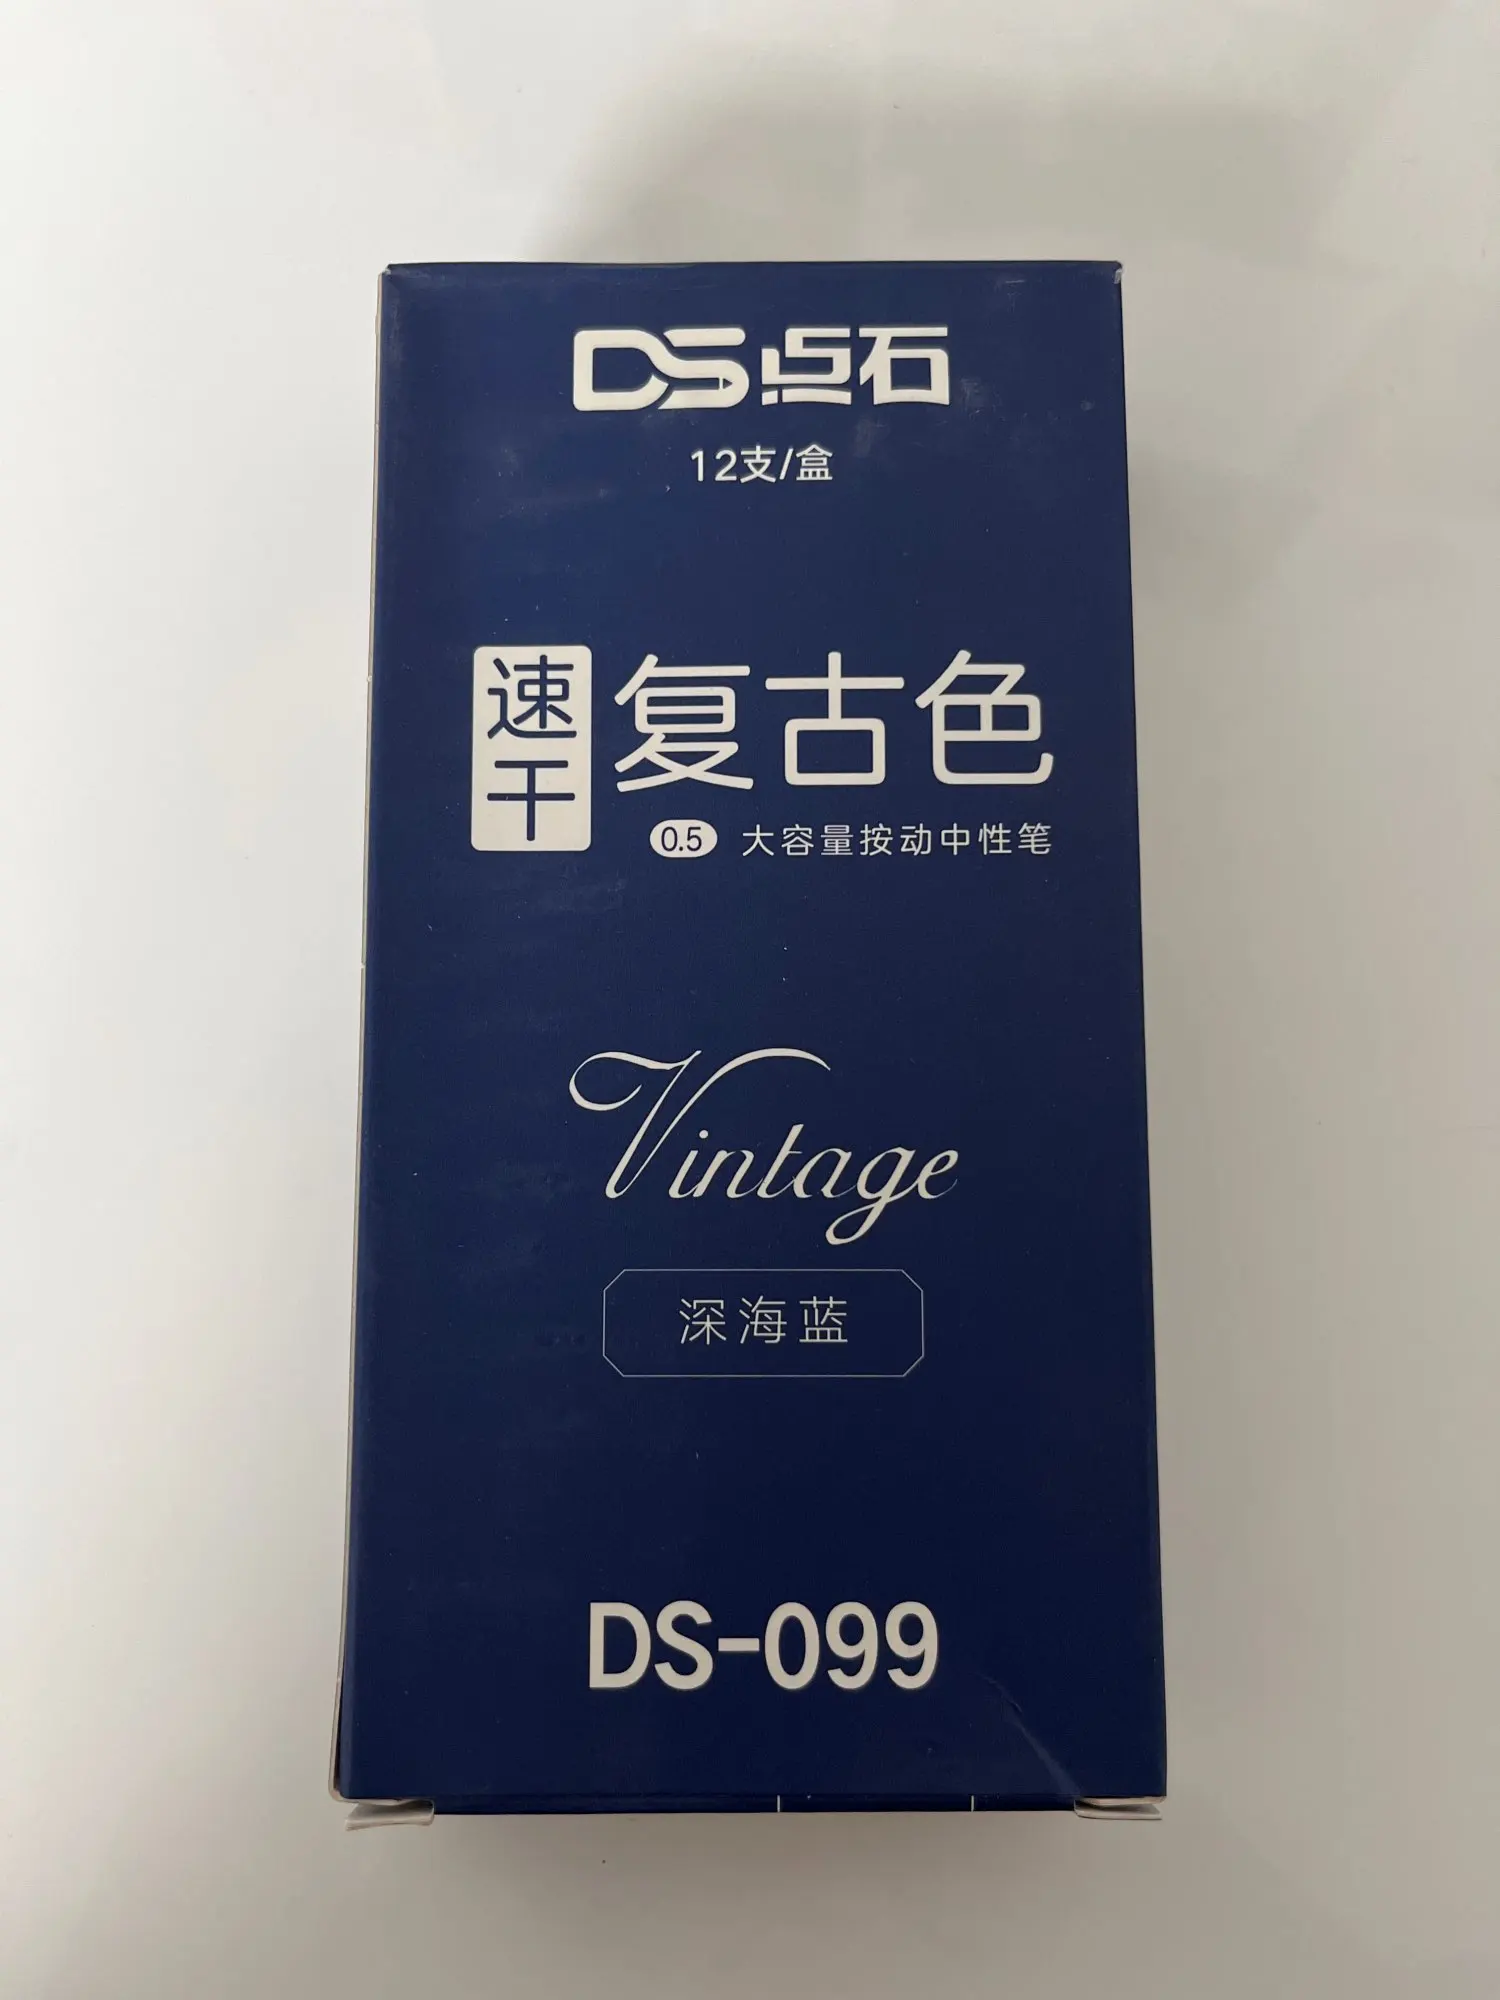 DS点石
12支/盒
速干 复古色
0.5 大容量按动中性笔
Vintage
深海蓝
DS-099